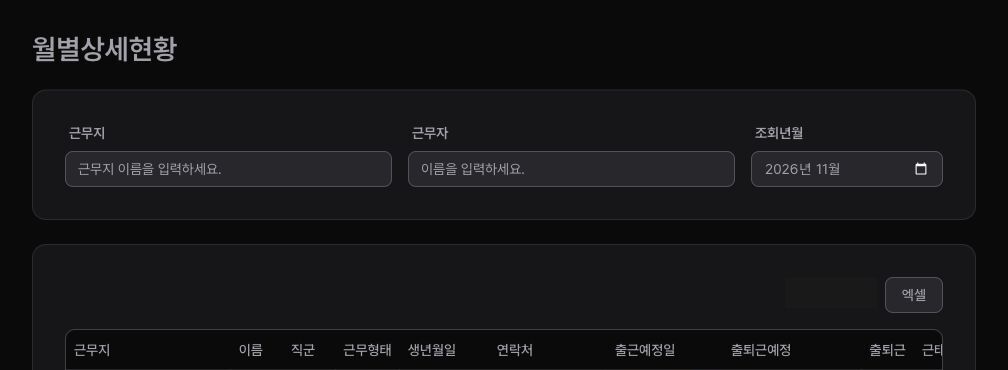 월별상세현황
근무지 근무자 조회년월
근무지 이름을 입력하세요. 이름을 입력하세요. 2026년 11월
엑셀
근무지 이름 직군 근무형태 생년월일 연락처 출근예정일 출퇴근예정 출퇴근